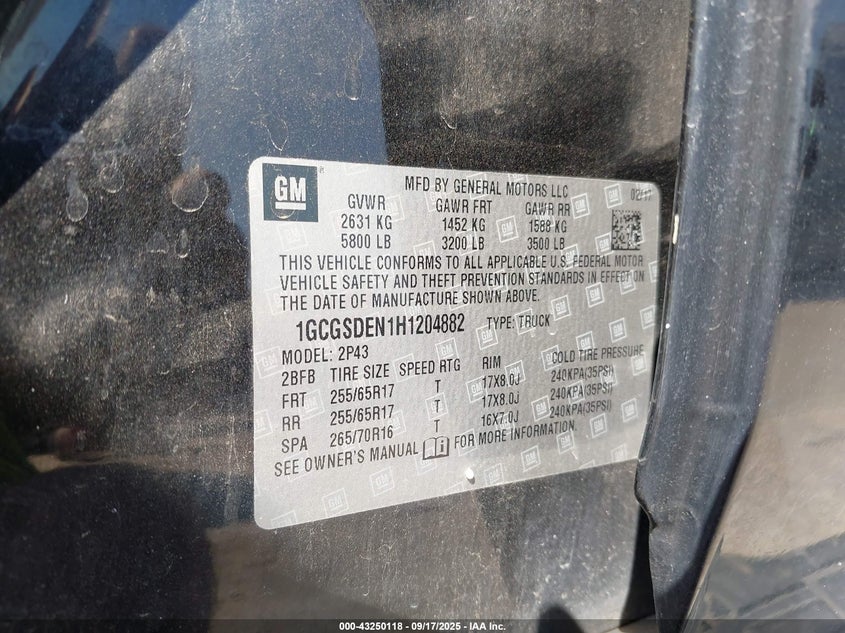 GM
MFD BY GENERAL MOTORS LLC 02/17
GVWR GAWR FRT GAWR RR
2631 KG 1452 KG 1588 KG
5800 LB 3200 LB 3500 LB
THIS VEHICLE CONFORMS TO ALL APPLICABLE U.S. FEDERAL MOTOR
VEHICLE SAFETY AND THEFT PREVENTION STANDARDS IN EFFECT ON
THE DATE OF MANUFACTURE SHOWN ABOVE.
1GCGSDEN1H1204882 TYPE: TRUCK
MODEL: 2P43
2BFB TIRE SIZE SPEED RTG RIM COLD TIRE PRESSURE
FRT 255/65R17 T 17X8.0J 240KPA(35PSI)
RR 255/65R17 T 17X8.0J 240KPA(35PSI)
SPA 265/70R16 T 16X7.0J 240KPA(35PSI)
SEE OWNER'S MANUAL FOR MORE INFORMATION.
000-43250118 - 09/17/2025 - IAA Inc.